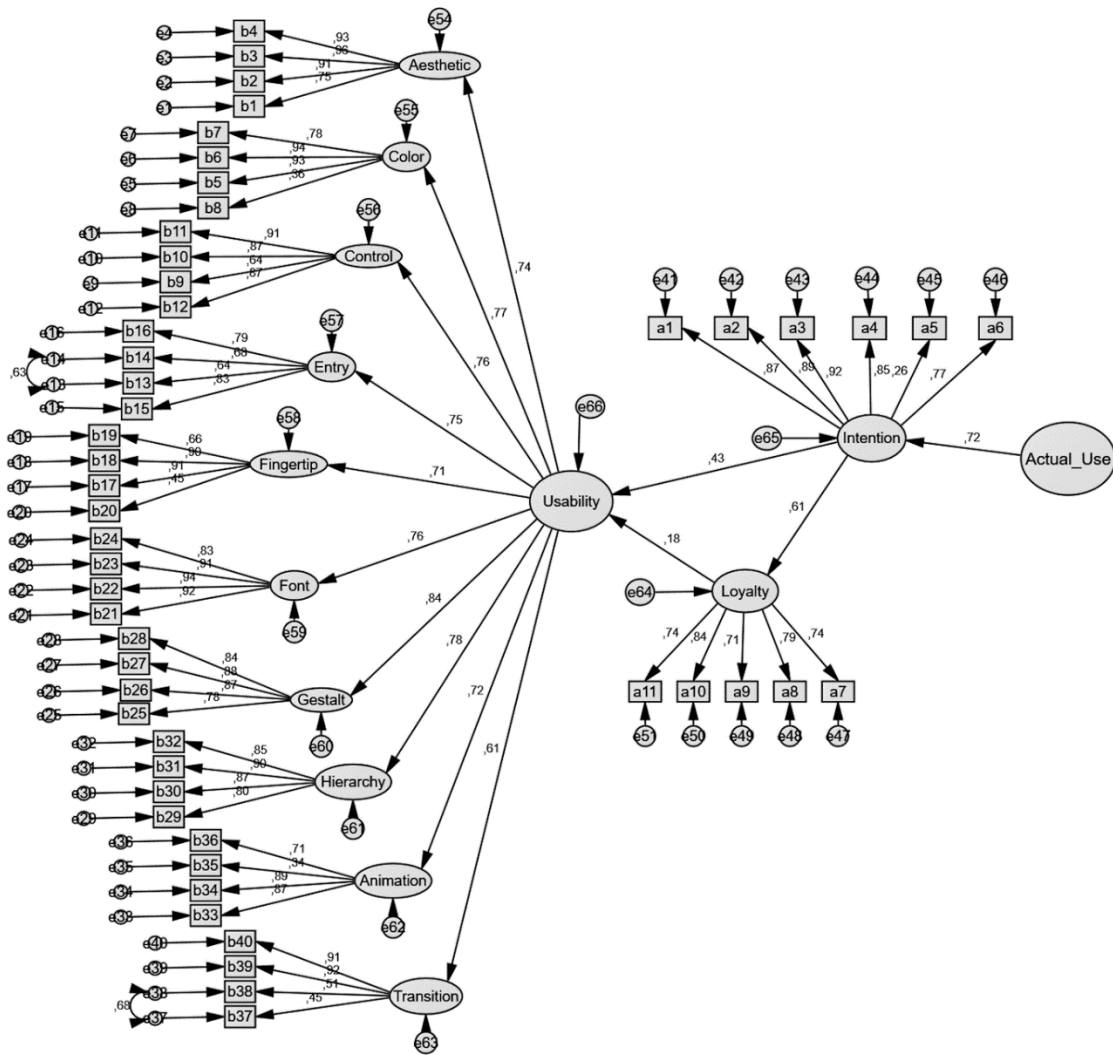 e54
e4 b4 ,93
e3 b3 ,96 Aesthetic
e2 b2 ,91
e1 b1 ,75
e55
e7 b7 ,78
e6 b6 ,94 Color
e5 b5 ,93
e8 b8 ,36
e56
e11 b11 ,91
e10 b10 ,87 Control
e9 b9 ,64
e12 b12 ,87
e57
e16 b16 ,79
e14 b14 ,68 Entry
,63
e13 b13 ,64
e15 b15 ,83
e58
e19 b19 ,66
e18 b18 ,90 Fingertip
e17 b17 ,91
e20 b20 ,45
e24 b24 ,83
e23 b23 ,91 Font
e22 b22 ,94
e21 b21 ,92
e59
e28 b28 ,84
e27 b27 ,88 Gestalt
e26 b26 ,87
e25 b25 ,78
e60
e32 b32 ,85
e31 b31 ,90 Hierarchy
e30 b30 ,87
e29 b29 ,80
e61
e36 b36 ,71
e35 b35 ,34 Animation
e34 b34 ,89
e33 b33 ,87
e62
e40 b40 ,91
e39 b39 ,92 Transition
e38 b38 ,51
,68
e37 b37 ,45
e63
,74
,77
,76
,75
,71
,76
,84
,78
,72
,61
e66
Usability
,43
,18
e41 e42 e43 e44 e45 e46
a1 a2 a3 a4 a5 a6
,87 ,89 ,92 ,85 ,26 ,77
e65 Intention ,72 Actual_Use
,61
e64 Loyalty
,74 ,84 ,71 ,79 ,74
a11 a10 a9 a8 a7
e51 e50 e49 e48 e47